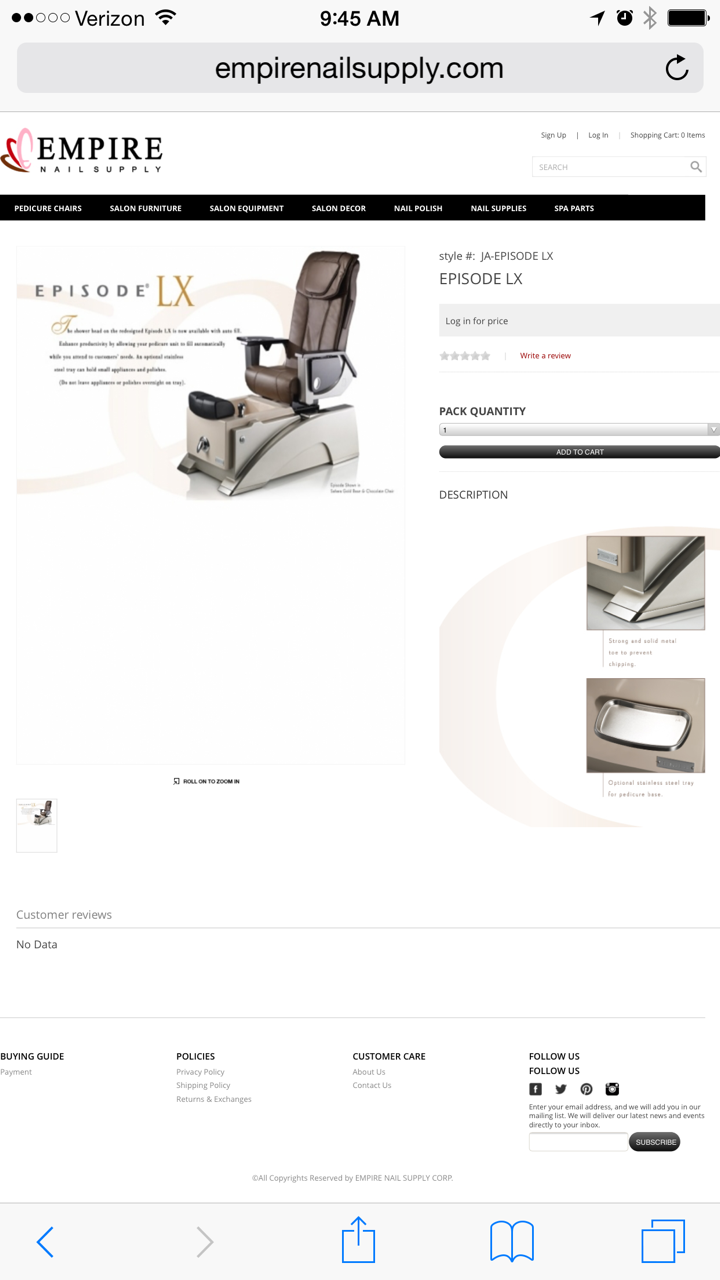 Verizon
9:45 AM
empirenailsupply.com
EMPIRE
NAIL SUPPLY
Sign Up | Log In | Shopping Cart: 0 Items
SEARCH
PEDICURE CHAIRS SALON FURNITURE SALON EQUIPMENT SALON DECOR NAIL POLISH NAIL SUPPLIES SPA PARTS
EPISODE® LX
The shower head on the redesigned Episode LX is now available with auto fill.
Enhance productivity by allowing your pedicure unit to fill automatically
while you attend to customers' needs. An optional stainless
steel tray can hold small appliances and polishes.
(Do not leave appliances or polishes overnight on tray).
Episode Shown in
Sahara Gold Base & Chocolate Chair
ROLL ON TO ZOOM IN
style #: JA-EPISODE LX
EPISODE LX
Log in for price
| Write a review
PACK QUANTITY
1
ADD TO CART
DESCRIPTION
Strong and solid metal
toe to prevent
chipping.
Optional stainless steel tray
for pedicure base.
Customer reviews
No Data
BUYING GUIDE
Payment
POLICIES
Privacy Policy
Shipping Policy
Returns & Exchanges
CUSTOMER CARE
About Us
Contact Us
FOLLOW US
FOLLOW US
Enter your email address, and we will add you in our
mailing list. We will deliver our latest news and events
directly to your inbox.
SUBSCRIBE
©All Copyrights Reserved by EMPIRE NAIL SUPPLY CORP.